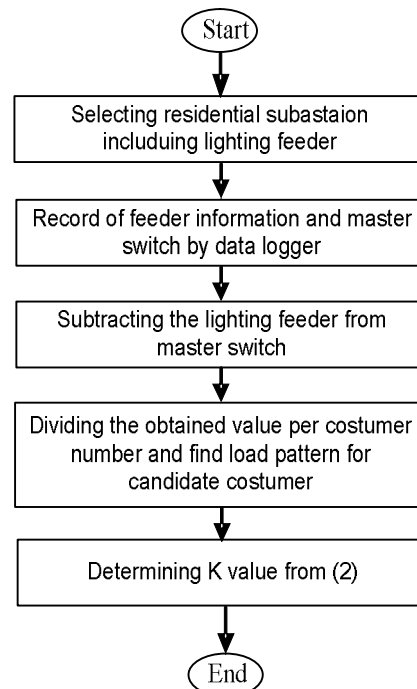 Start
Selecting residential subastaion
includuing lighting feeder
Record of feeder information and master
switch by data logger
Subtracting the lighting feeder from
master switch
Dividing the obtained value per costumer
number and find load pattern for
candidate costumer
Determining K value from (2)
End